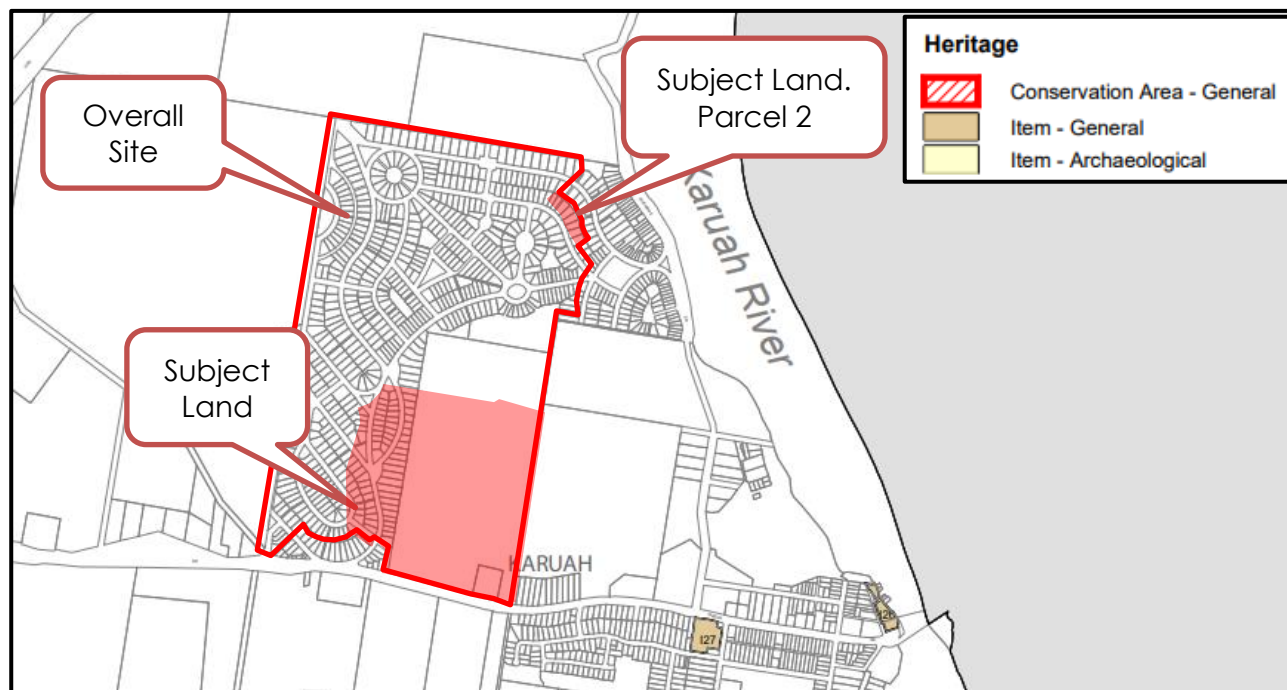 Overall
Site
Subject Land.
Parcel 2
Heritage
Conservation Area - General
Item - General
Item - Archaeological
Karuah River
Subject
Land
KARUAH
I27
I26